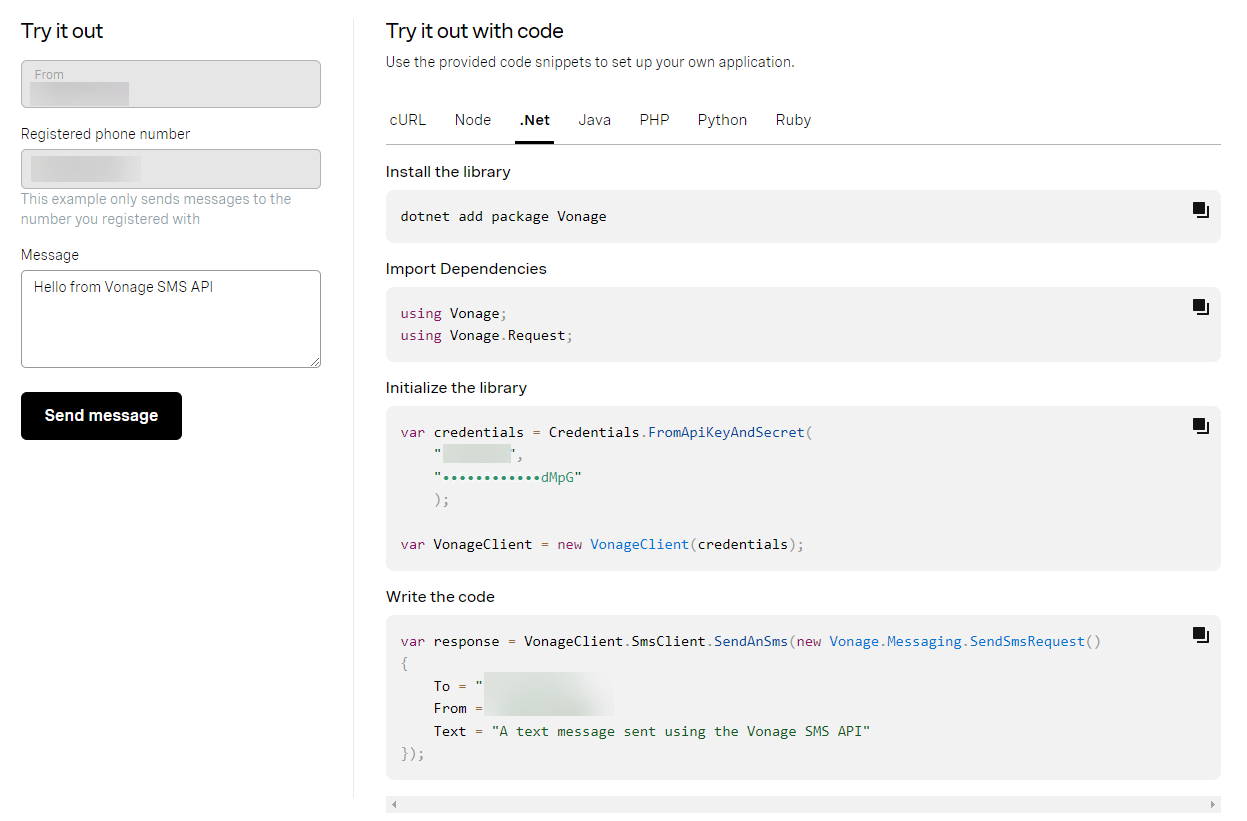 Try it out
From
Registered phone number
This example only sends messages to the
number you registered with
Message
Hello from Vonage SMS API
Send message
Try it out with code
Use the provided code snippets to set up your own application.
cURL Node .Net Java PHP Python Ruby
Install the library
dotnet add package Vonage
Import Dependencies
using Vonage;
using Vonage.Request;
Initialize the library
var credentials = Credentials.FromApiKeyAndSecret(
"",
"••••••••••••dMpG"
);
var VonageClient = new VonageClient(credentials);
Write the code
var response = VonageClient.SmsClient.SendAnSms(new Vonage.Messaging.SendSmsRequest()
{
To = "
From =
Text = "A text message sent using the Vonage SMS API"
});